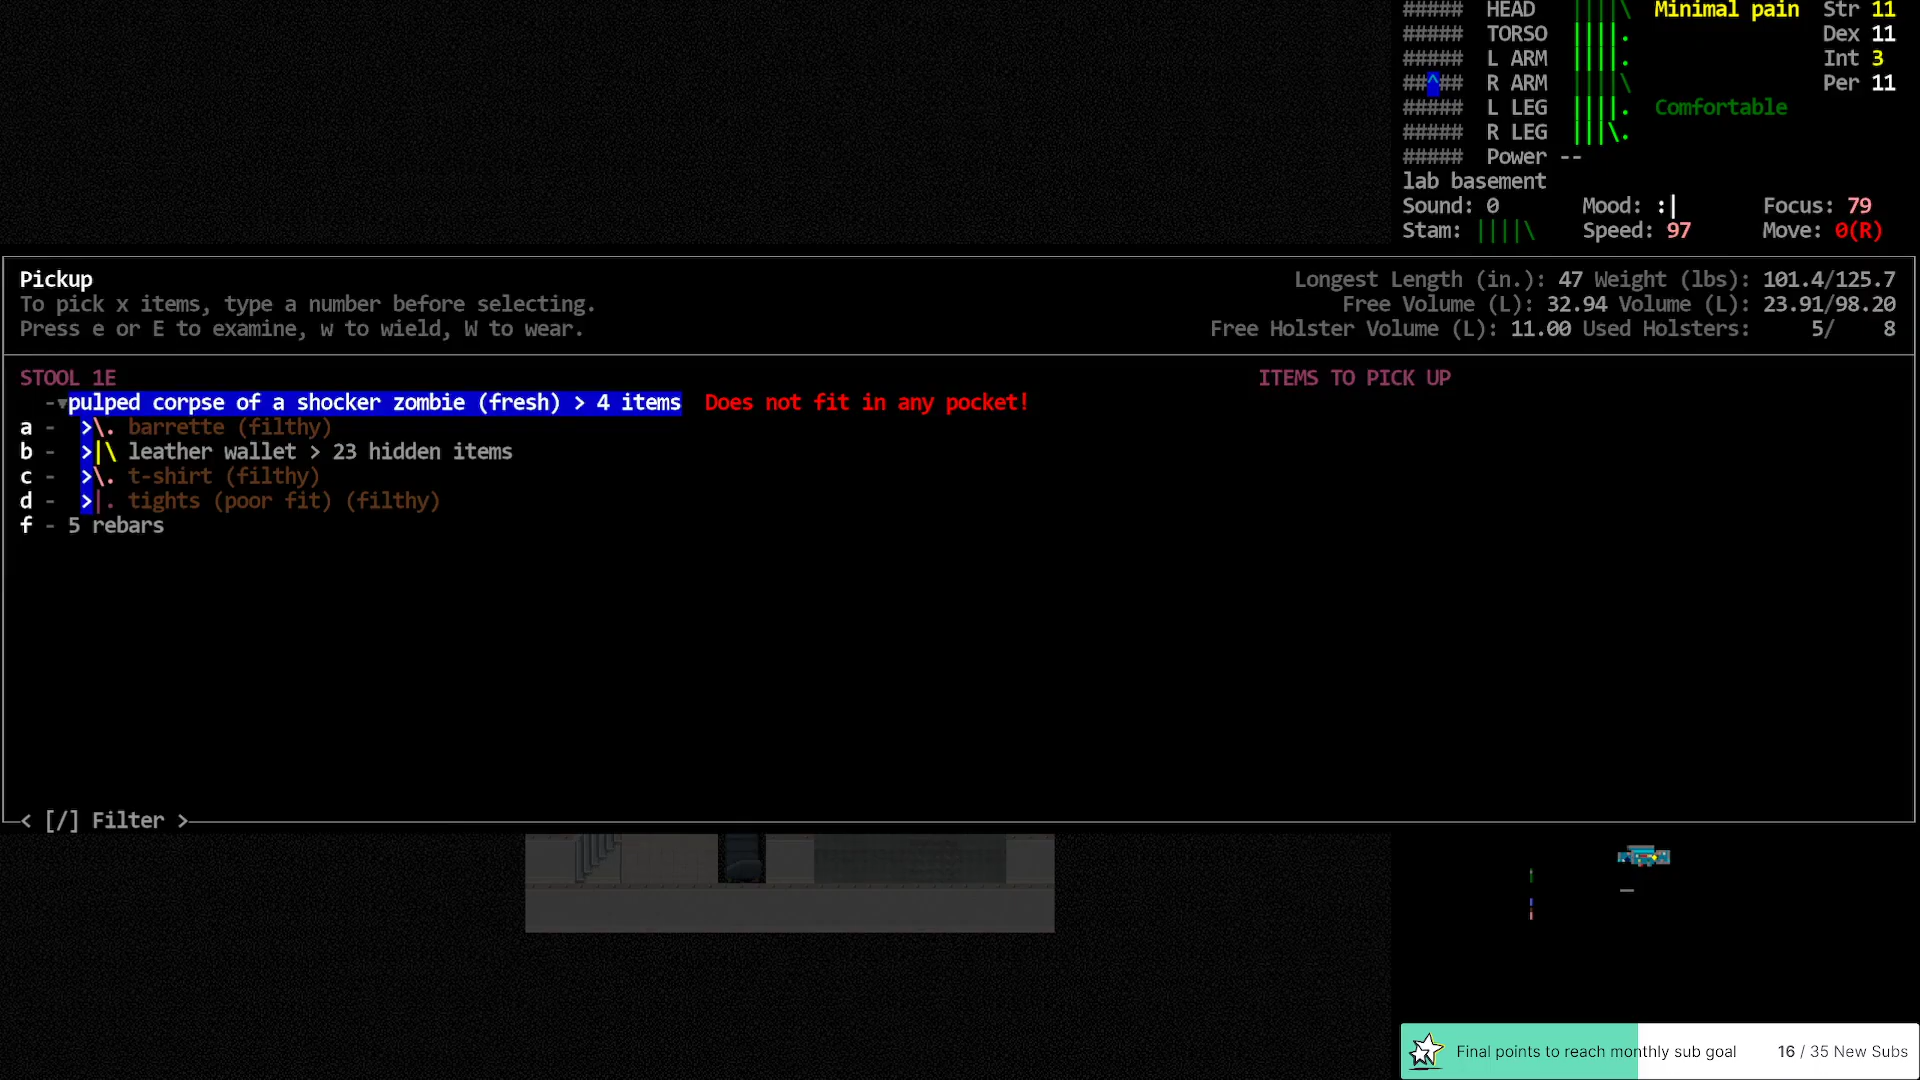 ##### HEAD ||||\ Minimal pain Str 11
##### TORSO ||||. Dex 11
##### L ARM ||||. Int 3
##^## R ARM ||||\ Per 11
##### L LEG ||||. Comfortable
##### R LEG |||\.
##### Power --
lab basement
Sound: 0 Mood: :| Focus: 79
Stam: ||||\ Speed: 97 Move: 0(R)
Pickup Longest Length (in.): 47 Weight (lbs): 101.4/125.7
To pick x items, type a number before selecting. Free Volume (L): 32.94 Volume (L): 23.91/98.20
Press e or E to examine, w to wield, W to wear. Free Holster Volume (L): 11.00 Used Holsters: 5/ 8
STOOL 1E ITEMS TO PICK UP
-▼pulped corpse of a shocker zombie (fresh) > 4 items Does not fit in any pocket!
a - >\. barrette (filthy)
b - >|\ leather wallet > 23 hidden items
c - >\. t-shirt (filthy)
d - >|. tights (poor fit) (filthy)
f - 5 rebars
< [/] Filter >
Final points to reach monthly sub goal 16 / 35 New Subs